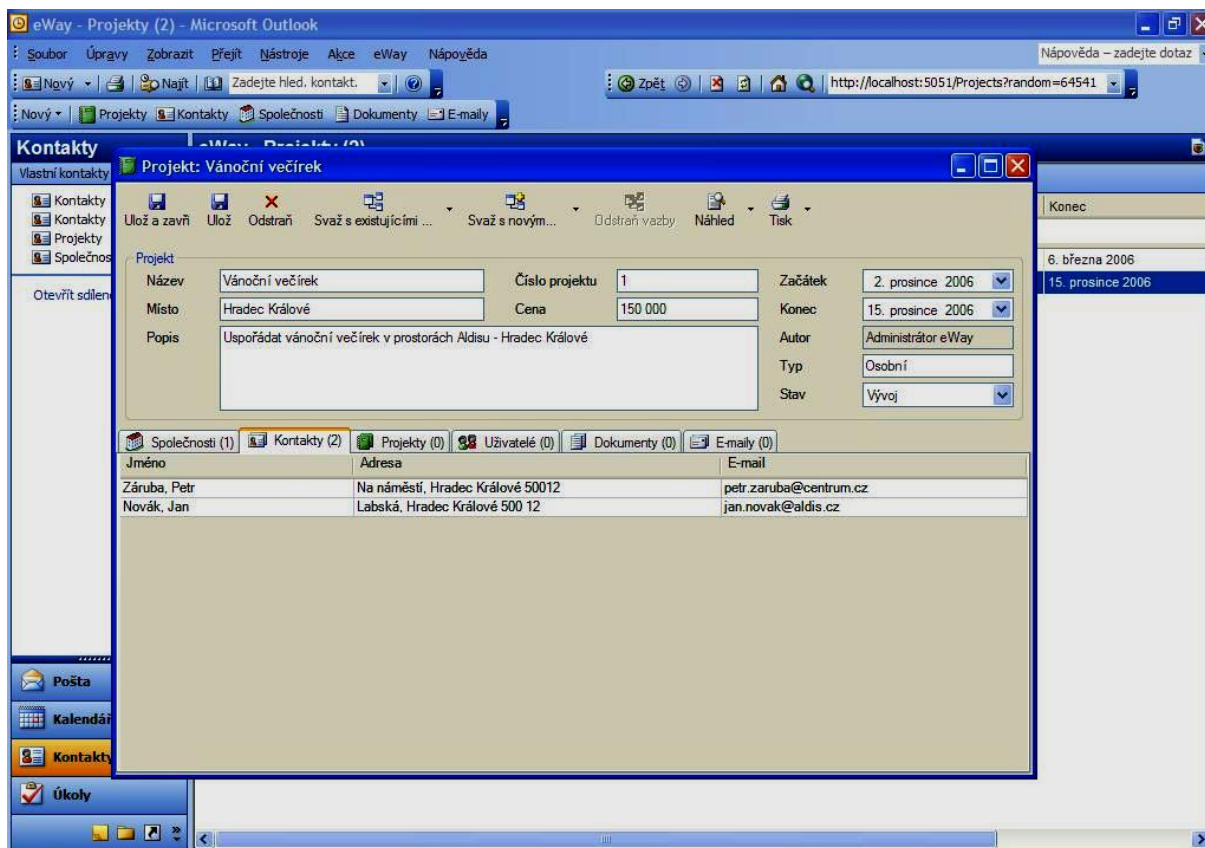 eWay - Projekty (2) - Microsoft Outlook
Soubor Úpravy Zobrazit Přejít Nástroje Akce eWay Nápověda Nápověda – zadejte dotaz
Nový Najít Zadejte hled. kontakt. Zpět http://localhost:5051/Projects?random=64541
Nový Projekty Kontakty Společnosti Dokumenty E-maily
Kontakty
Vlastní kontakty
Kontakty
Kontakty
Projekty
Společnos
Otevřít sdílen
Projekt: Vánoční večírek
Ulož a zavři Ulož Odstraň Svaž s existujícími ... Svaž s novým... Odstraň vazby Náhled Tisk
Konec
6. března 2006
15. prosince 2006
Projekt
Název Vánoční večírek Číslo projektu 1 Začátek 2. prosince 2006
Místo Hradec Králové Cena 150 000 Konec 15. prosince 2006
Popis Uspořádat vánoční večírek v prostorách Aldisu - Hradec Králové Autor Administrátor eWay
Typ Osobní
Stav Vývoj
Společnosti (1) Kontakty (2) Projekty (0) Uživatelé (0) Dokumenty (0) E-maily (0)
Jméno Adresa E-mail
Záruba, Petr Na náměstí, Hradec Králové 50012 petr.zaruba@centrum.cz
Novák, Jan Labská, Hradec Králové 500 12 jan.novak@aldis.cz
Pošta
Kalendář
Kontakty
Úkoly